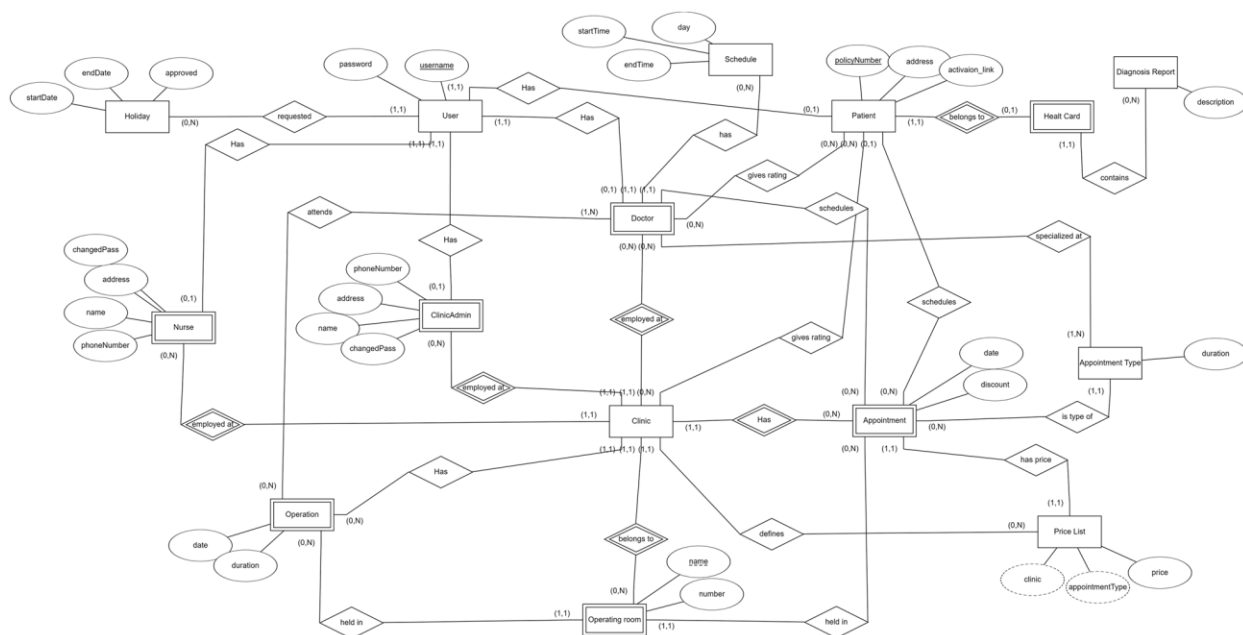 startTime
day
Schedule
endTime
(0,N)
endDate
approved
startDate
Holiday
(0,N)
requested
password
username
(1,1)
(1,1)
User
(1,1)
(1,1)
(1,1)
Has
Has
Has
has
policyNumber
address
activaion_link
(0,1)
Patient
(1,1)
(0,N)
(0,N)
(0,1)
belongs to
(0,1)
Healt Card
(1,1)
Diagnosis Report
(0,N)
description
contains
gives rating
attends
(1,N)
(0,1)
(1,1)
(1,1)
Doctor
(0,N)
(0,N)
(0,N)
schedules
specialized at
Has
changedPass
address
name
phoneNumber
(0,1)
Nurse
(0,N)
phoneNumber
address
name
changedPass
(0,1)
ClinicAdmin
(0,N)
employed at
employed at
employed at
gives rating
schedules
(1,N)
Appointment Type
(1,1)
duration
date
discount
is type of
(1,1)
(1,1)
(1,1)
(0,N)
Clinic
(1,1)
(1,1)
(1,1)
(1,1)
Has
(0,N)
(0,N)
(0,N)
Appointment
(0,N)
(0,N)
(1,1)
has price
(1,1)
Has
(0,N)
Operation
(0,N)
(0,N)
date
duration
belongs to
defines
(0,N)
Price List
clinic
appointmentType
price
name
number
(0,N)
(1,1)
Operating room
(1,1)
held in
held in